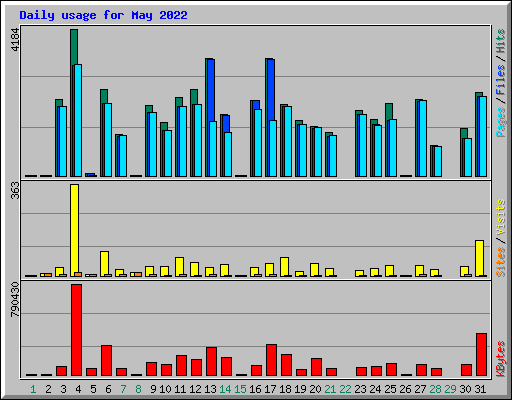 Daily usage for May 2022
4184
363
790430
Pages / Files / Hits
Sites / Visits
KBytes
1 2 3 4 5 6 7 8 9 10 11 12 13 14 15 16 17 18 19 20 21 22 23 24 25 26 27 28 29 30 31